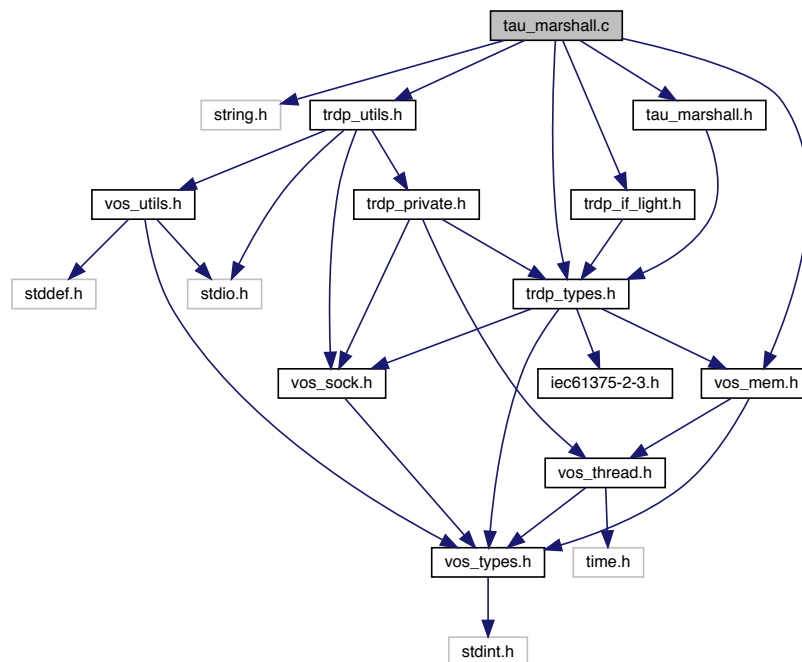 tau_marshall.c
string.h
trdp_utils.h
tau_marshall.h
vos_utils.h
trdp_private.h
trdp_if_light.h
stddef.h
stdio.h
trdp_types.h
vos_sock.h
iec61375-2-3.h
vos_mem.h
vos_thread.h
vos_types.h
time.h
stdint.h